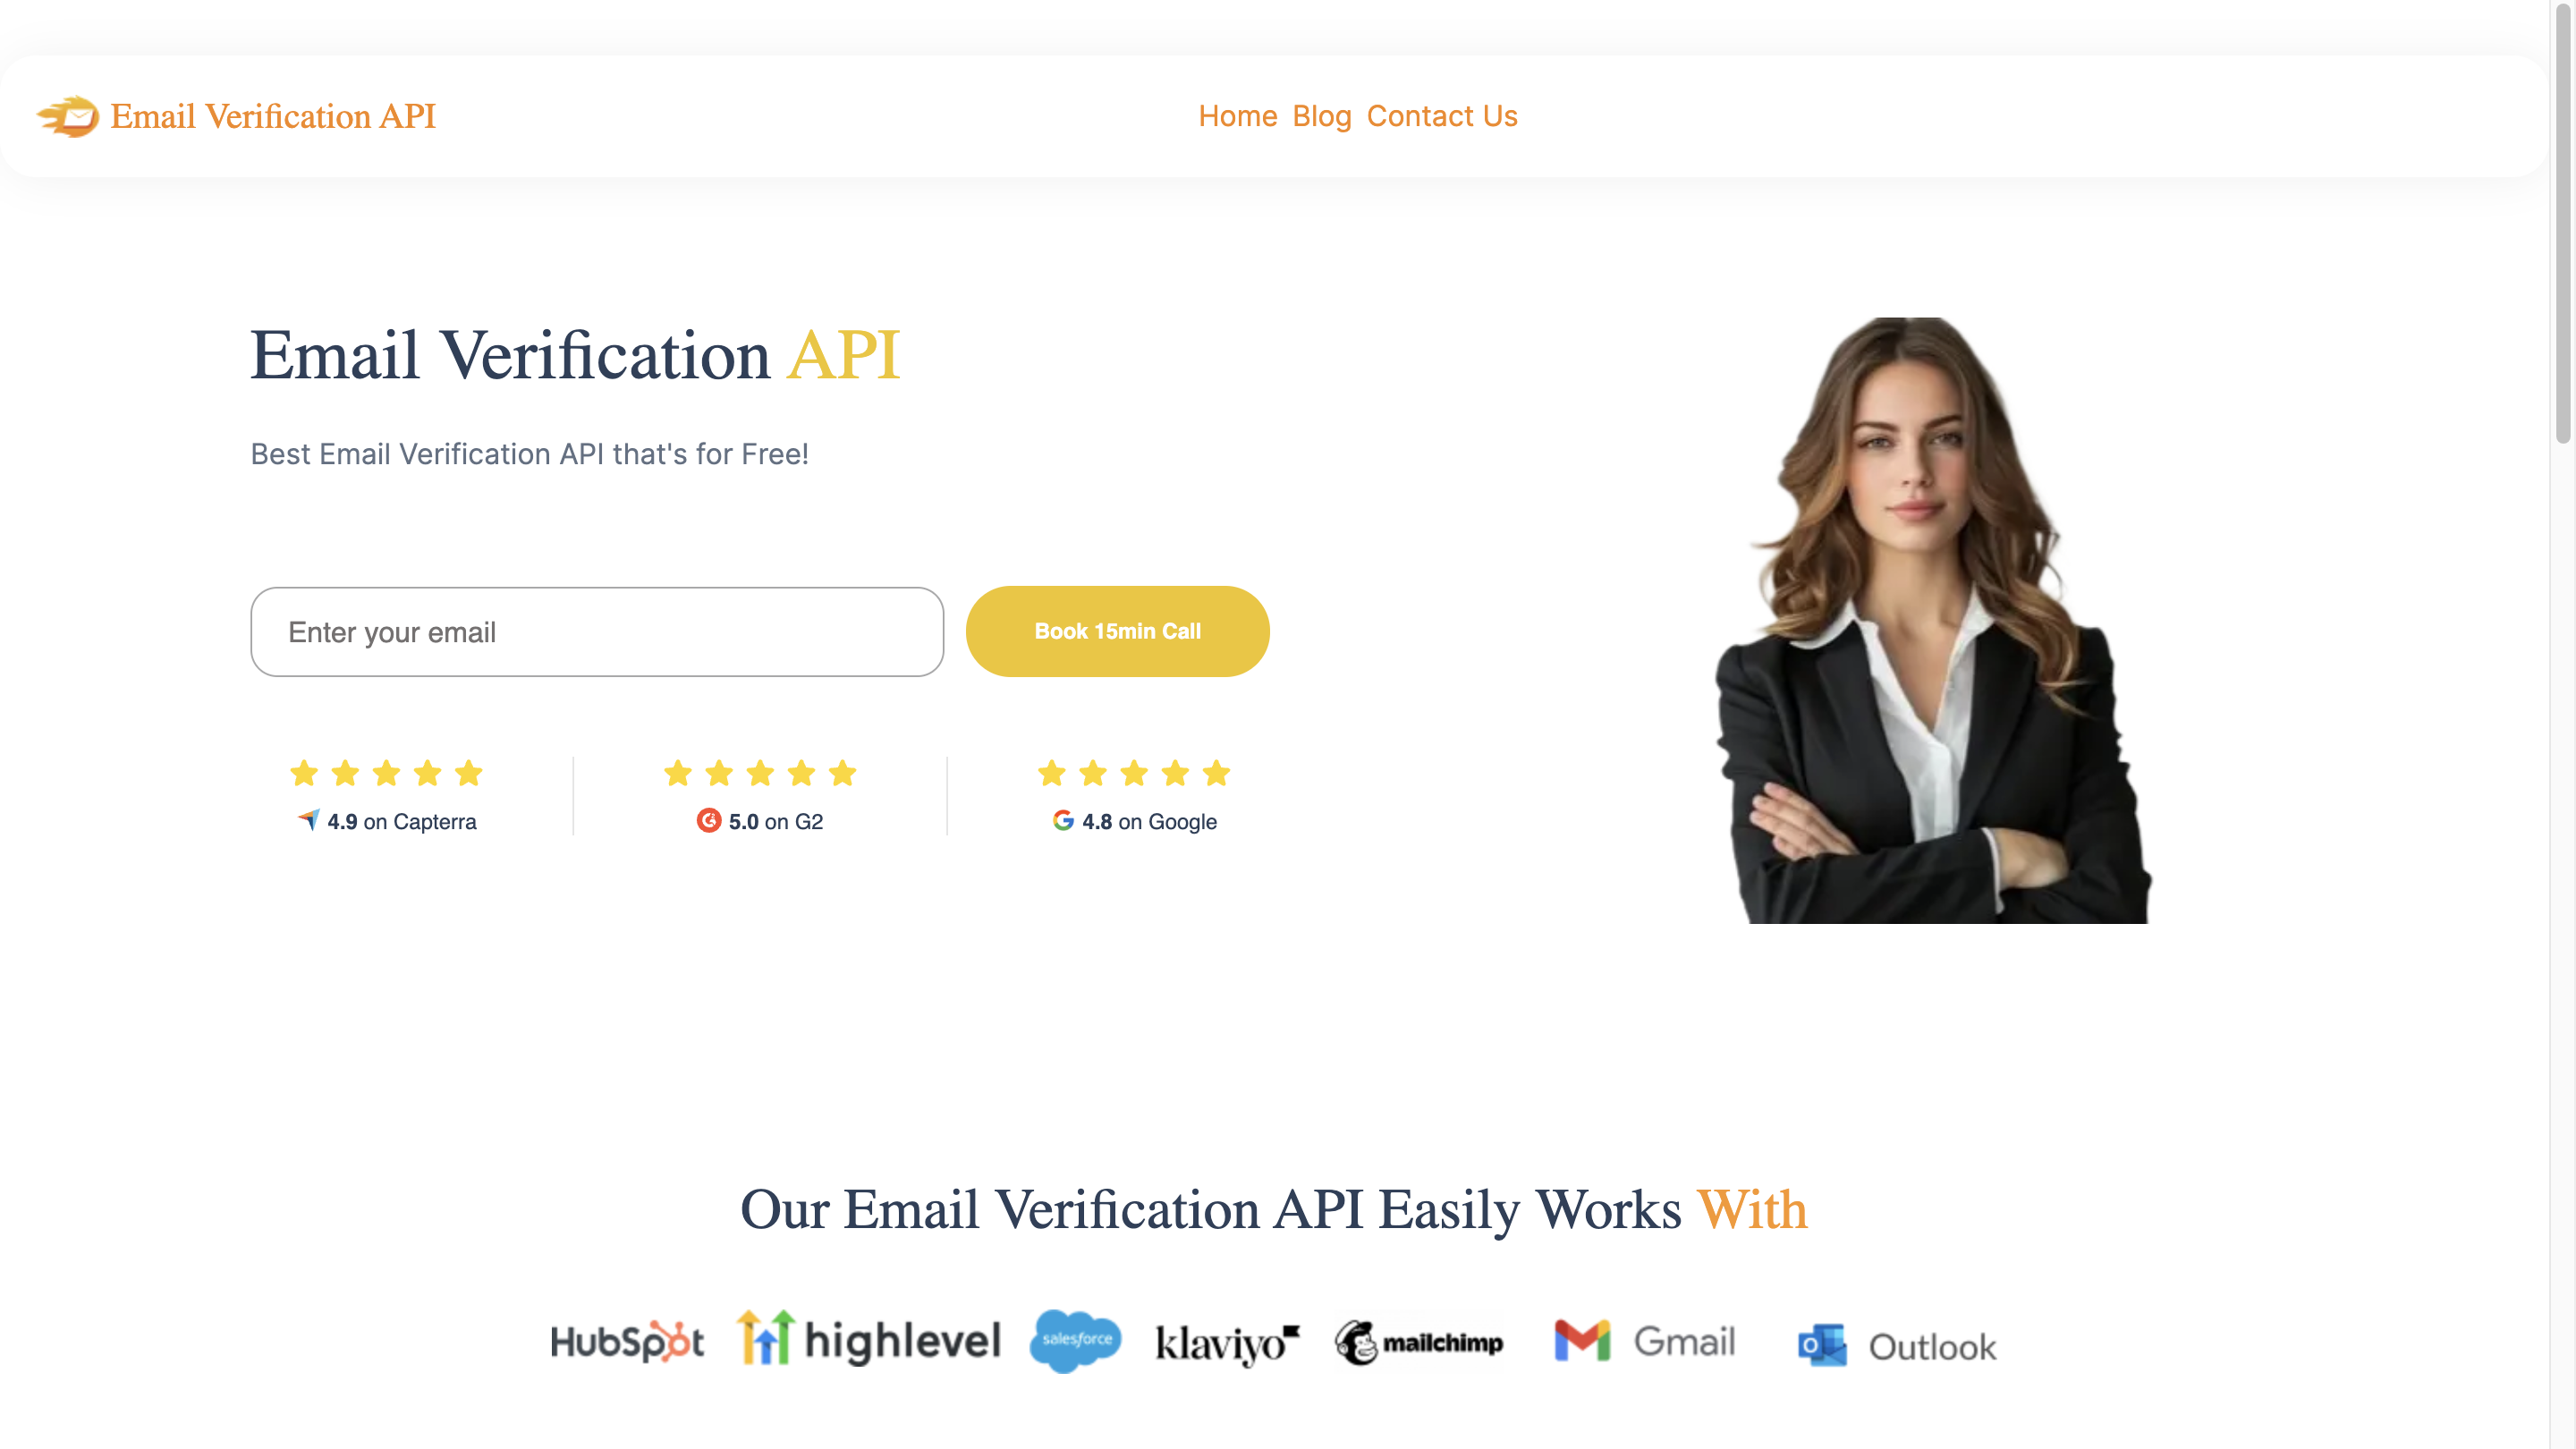 Email Verification API
Home Blog Contact Us
Email Verification API
Best Email Verification API that's for Free!
Enter your email
Book 15min Call
4.9 on Capterra
5.0 on G2
4.8 on Google
Our Email Verification API Easily Works With
HubSpot
highlevel
salesforce
klaviyo
mailchimp
Gmail
Outlook